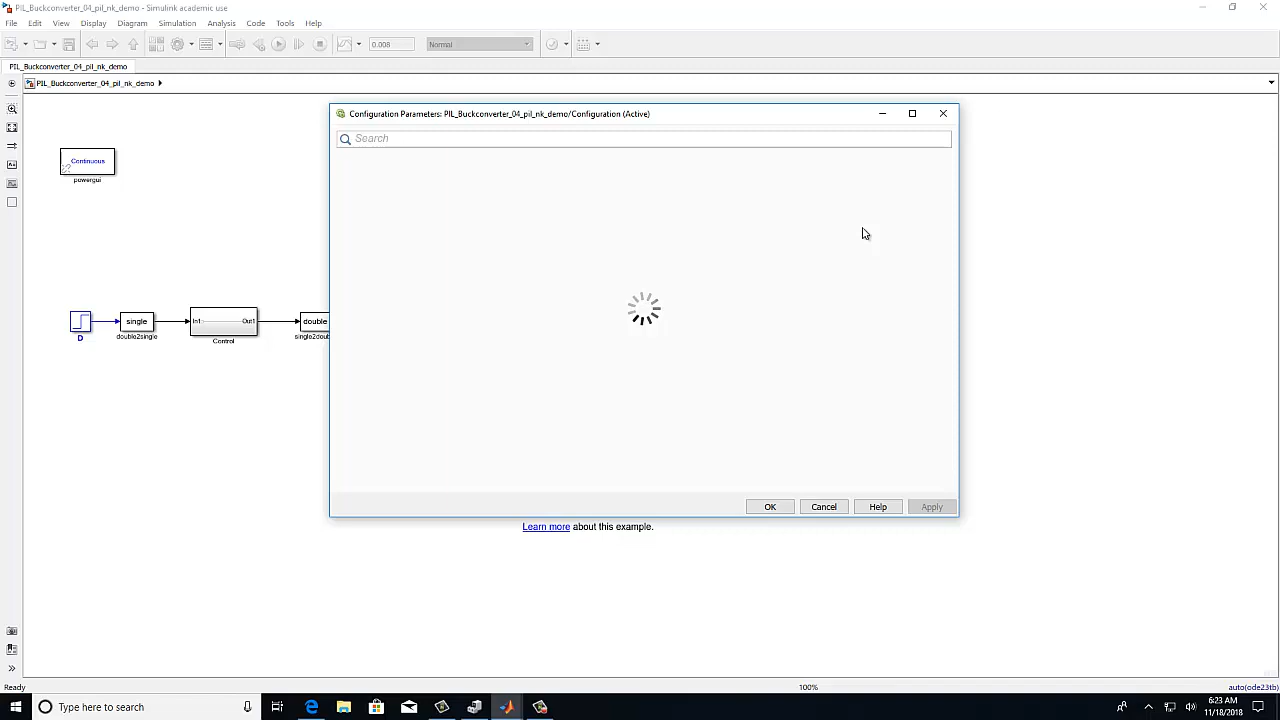 PIL_Buckconverter_04_pil_nk_demo * - Simulink academic use
File Edit View Display Diagram Simulation Analysis Code Tools Help
0.008 Normal
PIL_Buckconverter_04_pil_nk_demo
PIL_Buckconverter_04_pil_nk_demo
Configuration Parameters: PIL_Buckconverter_04_pil_nk_demo/Configuration (Active)
Search
Continuous
powergui
single In1 Out1 double
double2single single2doub
D Control
OK Cancel Help Apply
Learn more about this example.
Ready 100% auto(ode23tb)
Type here to search
6:23 AM
11/18/2018